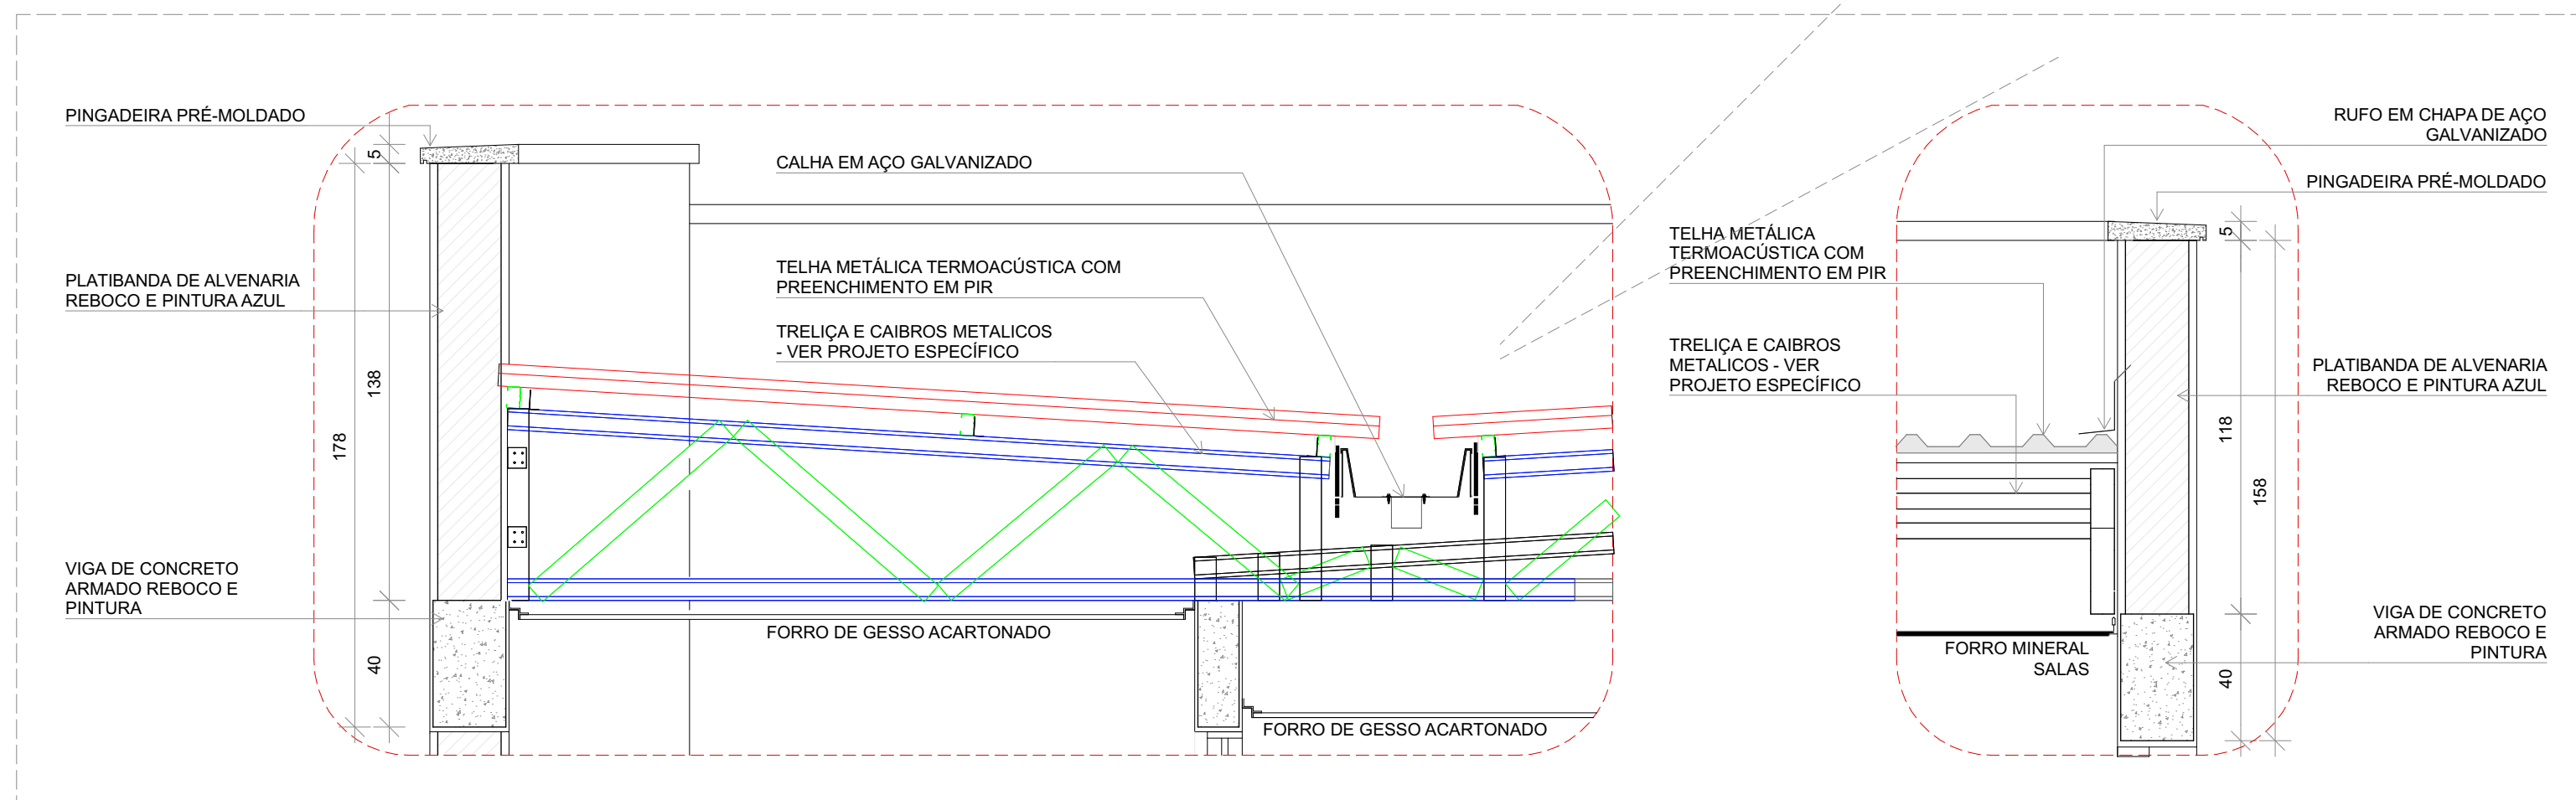 PINGADEIRA PRÉ-MOLDADO
5
CALHA EM AÇO GALVANIZADO
PLATIBANDA DE ALVENARIA
REBOCO E PINTURA AZUL
TELHA METÁLICA TERMOACÚSTICA COM
PREENCHIMENTO EM PIR
TRELIÇA E CAIBROS METALICOS
- VER PROJETO ESPECÍFICO
138
178
VIGA DE CONCRETO
ARMADO REBOCO E
PINTURA
40
FORRO DE GESSO ACARTONADO
FORRO DE GESSO ACARTONADO
RUFO EM CHAPA DE AÇO
GALVANIZADO
PINGADEIRA PRÉ-MOLDADO
5
TELHA METÁLICA
TERMOACÚSTICA COM
PREENCHIMENTO EM PIR
TRELIÇA E CAIBROS
METALICOS - VER
PROJETO ESPECÍFICO
PLATIBANDA DE ALVENARIA
REBOCO E PINTURA AZUL
118
158
FORRO MINERAL
SALAS
VIGA DE CONCRETO
ARMADO REBOCO E
PINTURA
40